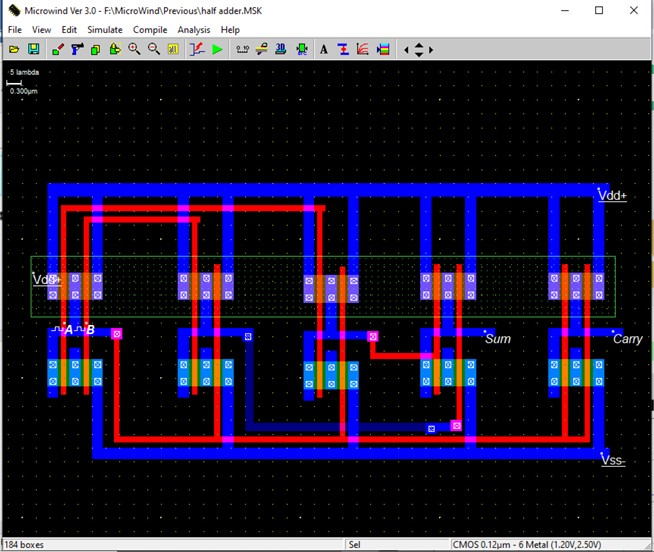 Microwind Ver 3.0 - F:\MicroWind\Previous\half adder.MSK
File View Edit Simulate Compile Analysis Help
5 lambda
0.300µm
Vdd+
Vdd+
A B
Sum
Carry
Vss-
184 boxes
Sel
CMOS 0.12µm - 6 Metal (1.20V,2.50V)